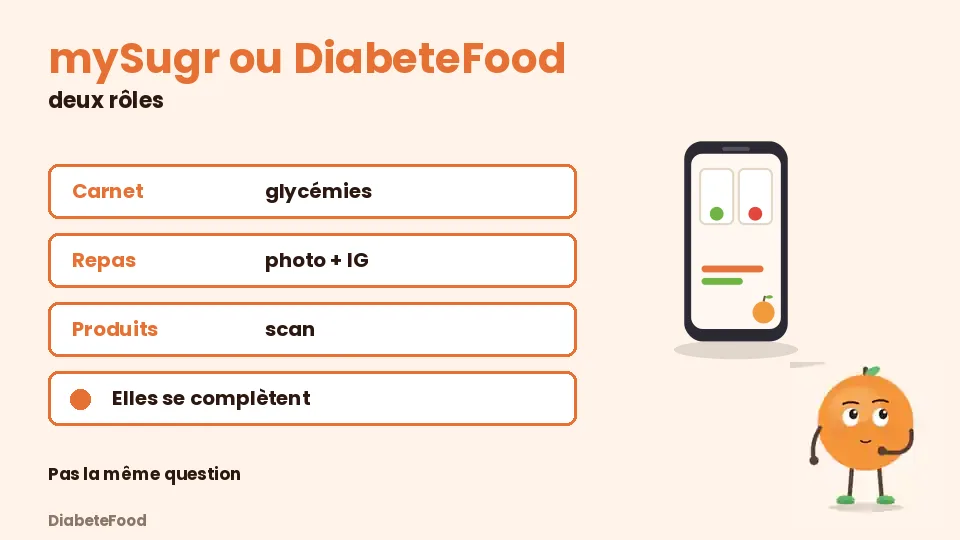 mySugr ou DiabeteFood
deux rôles
Carnet glycémies
Repas photo + IG
Produits scan
Elles se complètent
Pas la même question
DiabeteFood